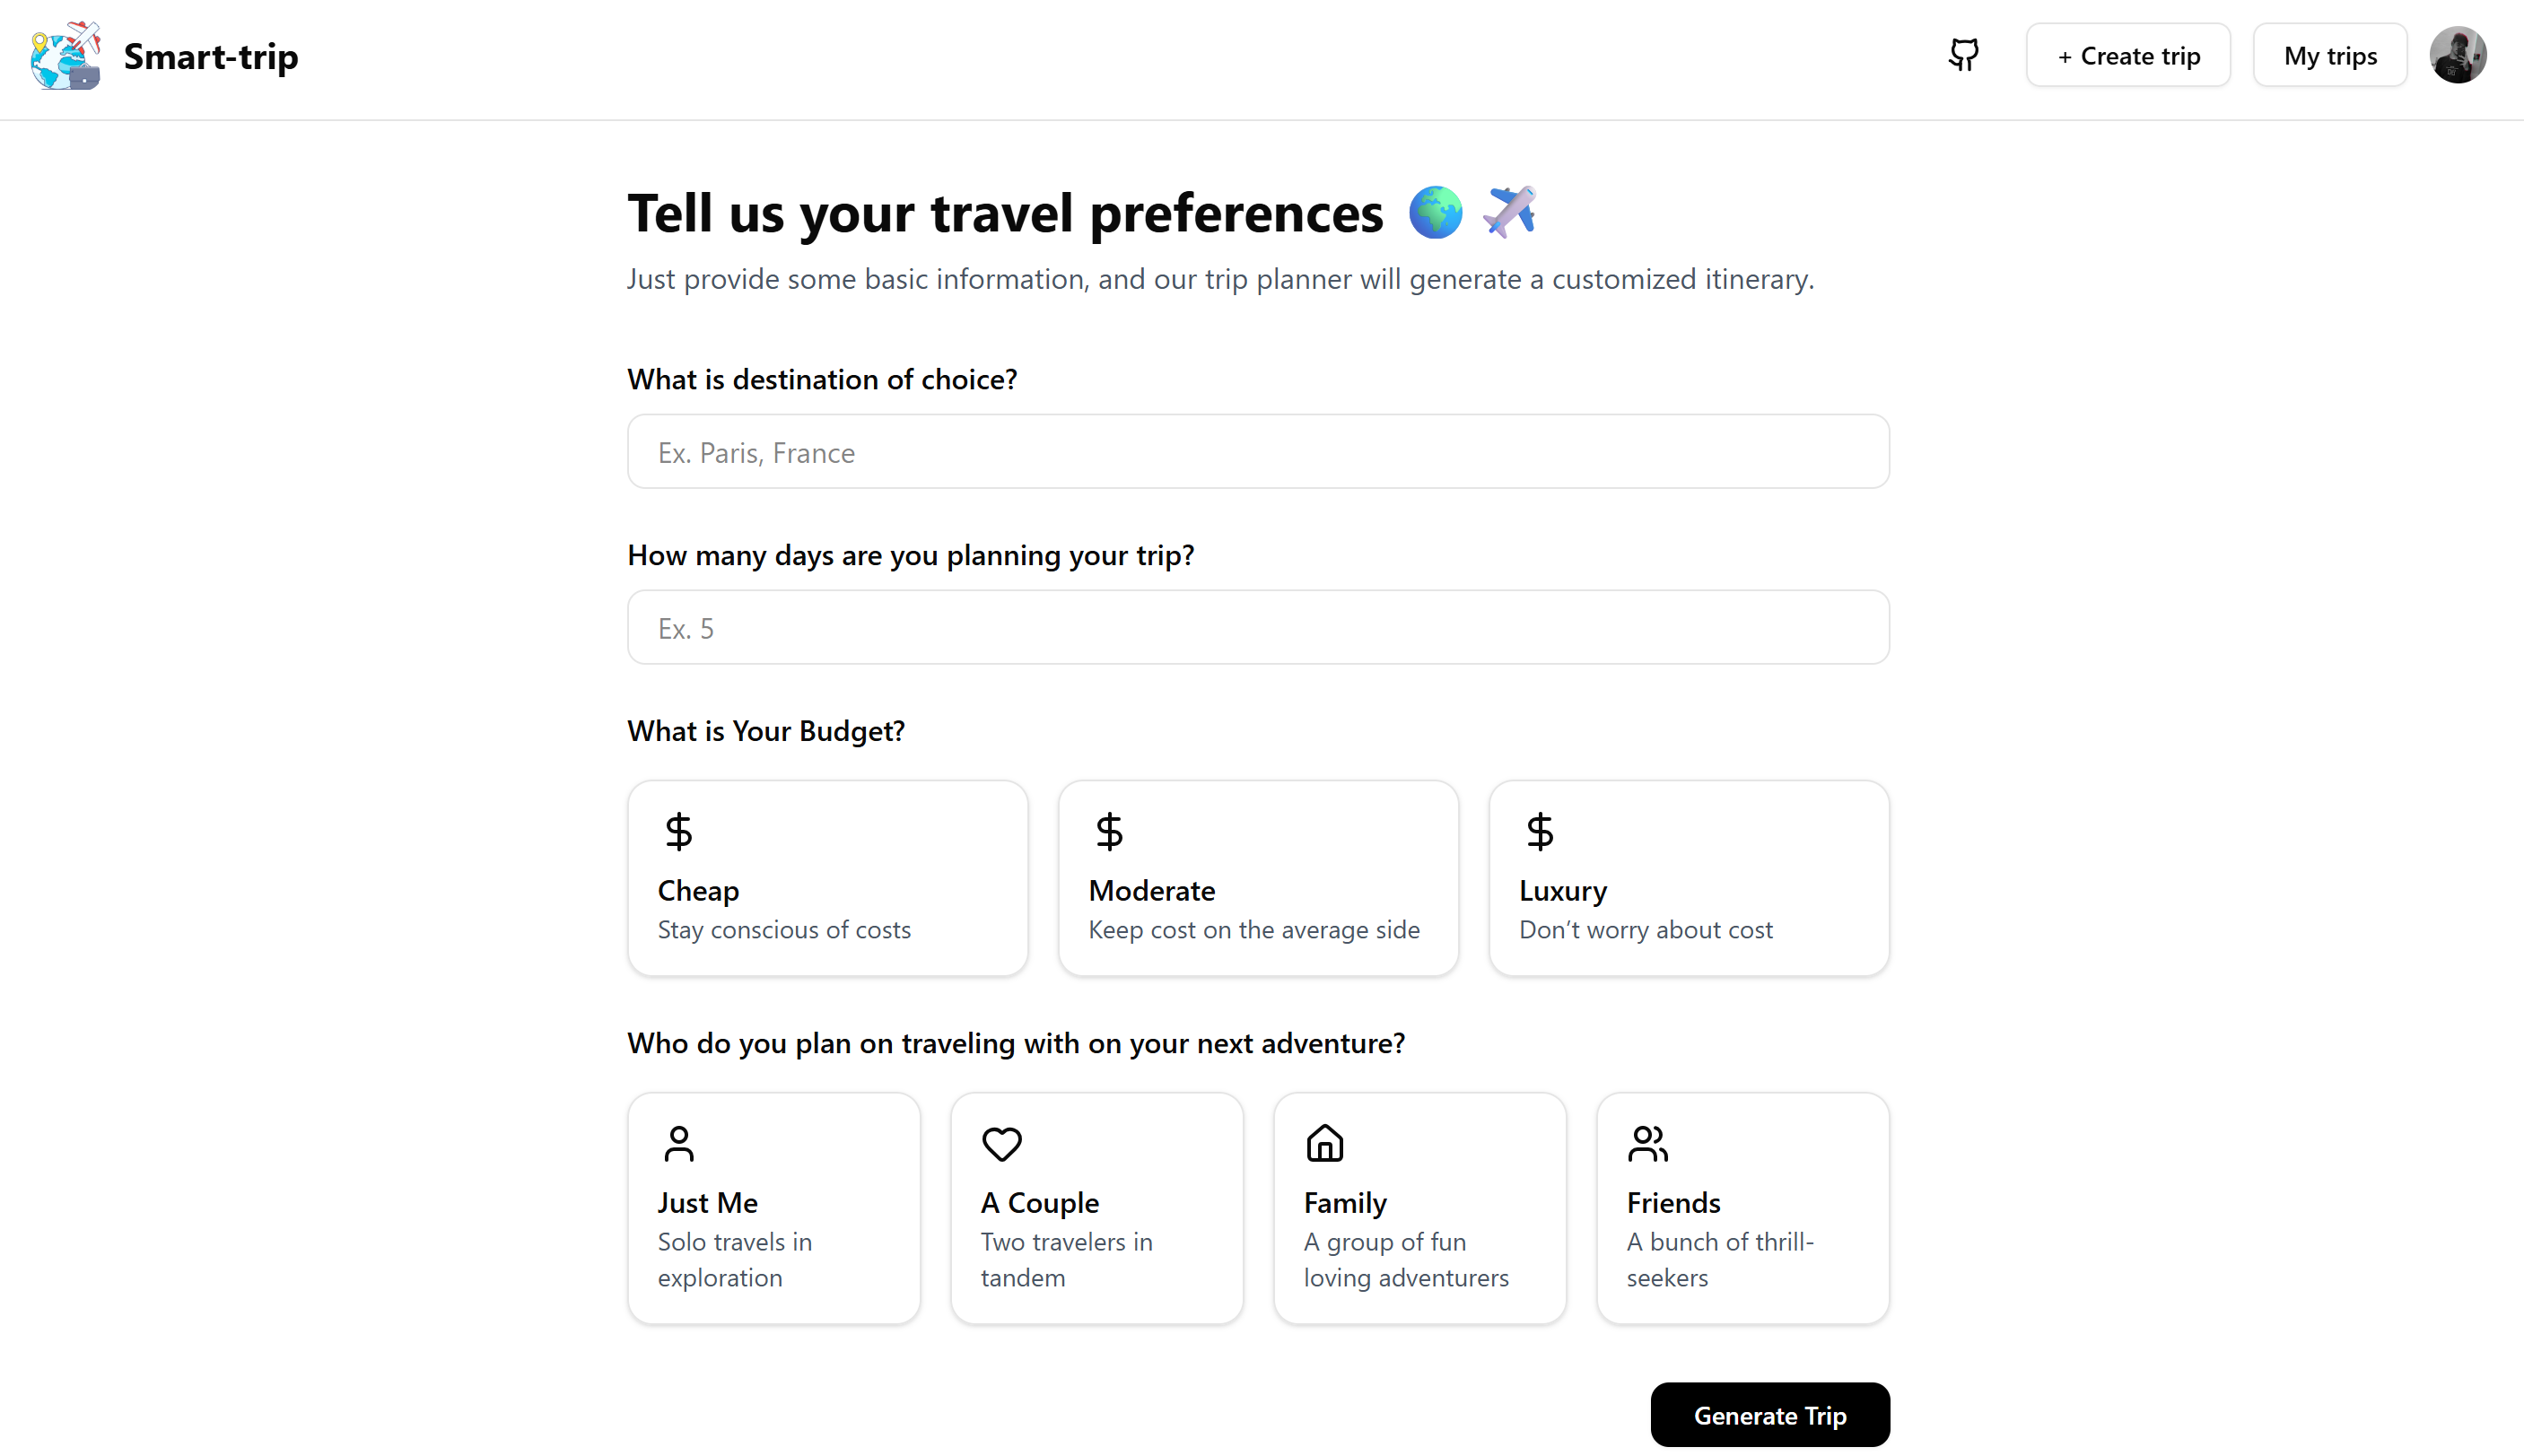 Smart-trip
+ Create trip
My trips
Tell us your travel preferences
Just provide some basic information, and our trip planner will generate a customized itinerary.
What is destination of choice?
Ex. Paris, France
How many days are you planning your trip?
Ex. 5
What is Your Budget?
Cheap
Stay conscious of costs
Moderate
Keep cost on the average side
Luxury
Don’t worry about cost
Who do you plan on traveling with on your next adventure?
Just Me
Solo travels in
exploration
A Couple
Two travelers in
tandem
Family
A group of fun
loving adventurers
Friends
A bunch of thrill-
seekers
Generate Trip